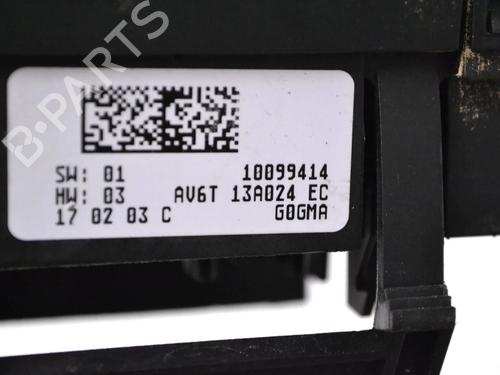 B-PARTS
SW: 01 10099414
HW: 03 AV6T 13A024 EC
17 02 03 C G0GMA